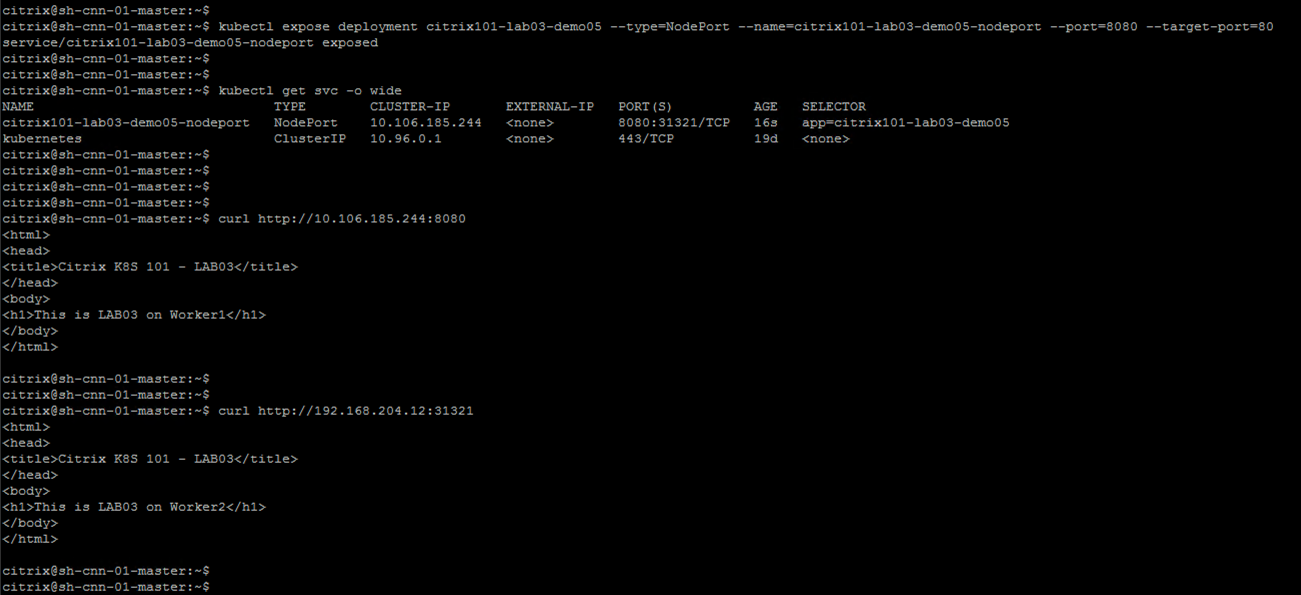 citrix@sh-cnn-01-master:~$
citrix@sh-cnn-01-master:~$ kubectl expose deployment citrix101-lab03-demo05 --type=NodePort --name=citrix101-lab03-demo05-nodeport --port=8080 --target-port=80
service/citrix101-lab03-demo05-nodeport exposed
citrix@sh-cnn-01-master:~$
citrix@sh-cnn-01-master:~$
citrix@sh-cnn-01-master:~$ kubectl get svc -o wide
NAME TYPE CLUSTER-IP EXTERNAL-IP PORT(S) AGE SELECTOR
citrix101-lab03-demo05-nodeport NodePort 10.106.185.244 <none> 8080:31321/TCP 16s app=citrix101-lab03-demo05
kubernetes ClusterIP 10.96.0.1 <none> 443/TCP 19d <none>
citrix@sh-cnn-01-master:~$
citrix@sh-cnn-01-master:~$
citrix@sh-cnn-01-master:~$
citrix@sh-cnn-01-master:~$
citrix@sh-cnn-01-master:~$ curl http://10.106.185.244:8080
<html>
<head>
<title>Citrix K8S 101 - LAB03</title>
</head>
<body>
<h1>This is LAB03 on Worker1</h1>
</body>
</html>
citrix@sh-cnn-01-master:~$
citrix@sh-cnn-01-master:~$
citrix@sh-cnn-01-master:~$ curl http://192.168.204.12:31321
<html>
<head>
<title>Citrix K8S 101 - LAB03</title>
</head>
<body>
<h1>This is LAB03 on Worker2</h1>
</body>
</html>
citrix@sh-cnn-01-master:~$
citrix@sh-cnn-01-master:~$